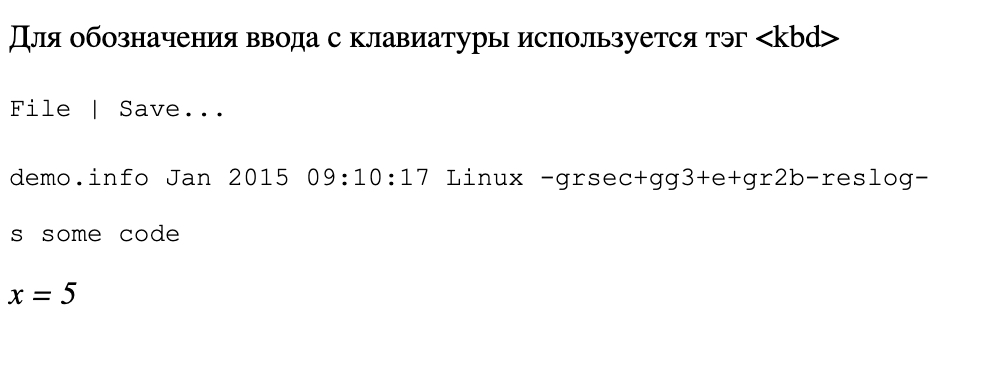 Для обозначения ввода с клавиатуры используется тэг <kbd>
File | Save...
demo.info Jan 2015 09:10:17 Linux -grsec+gg3+e+gr2b-reslog-
s some code
x = 5